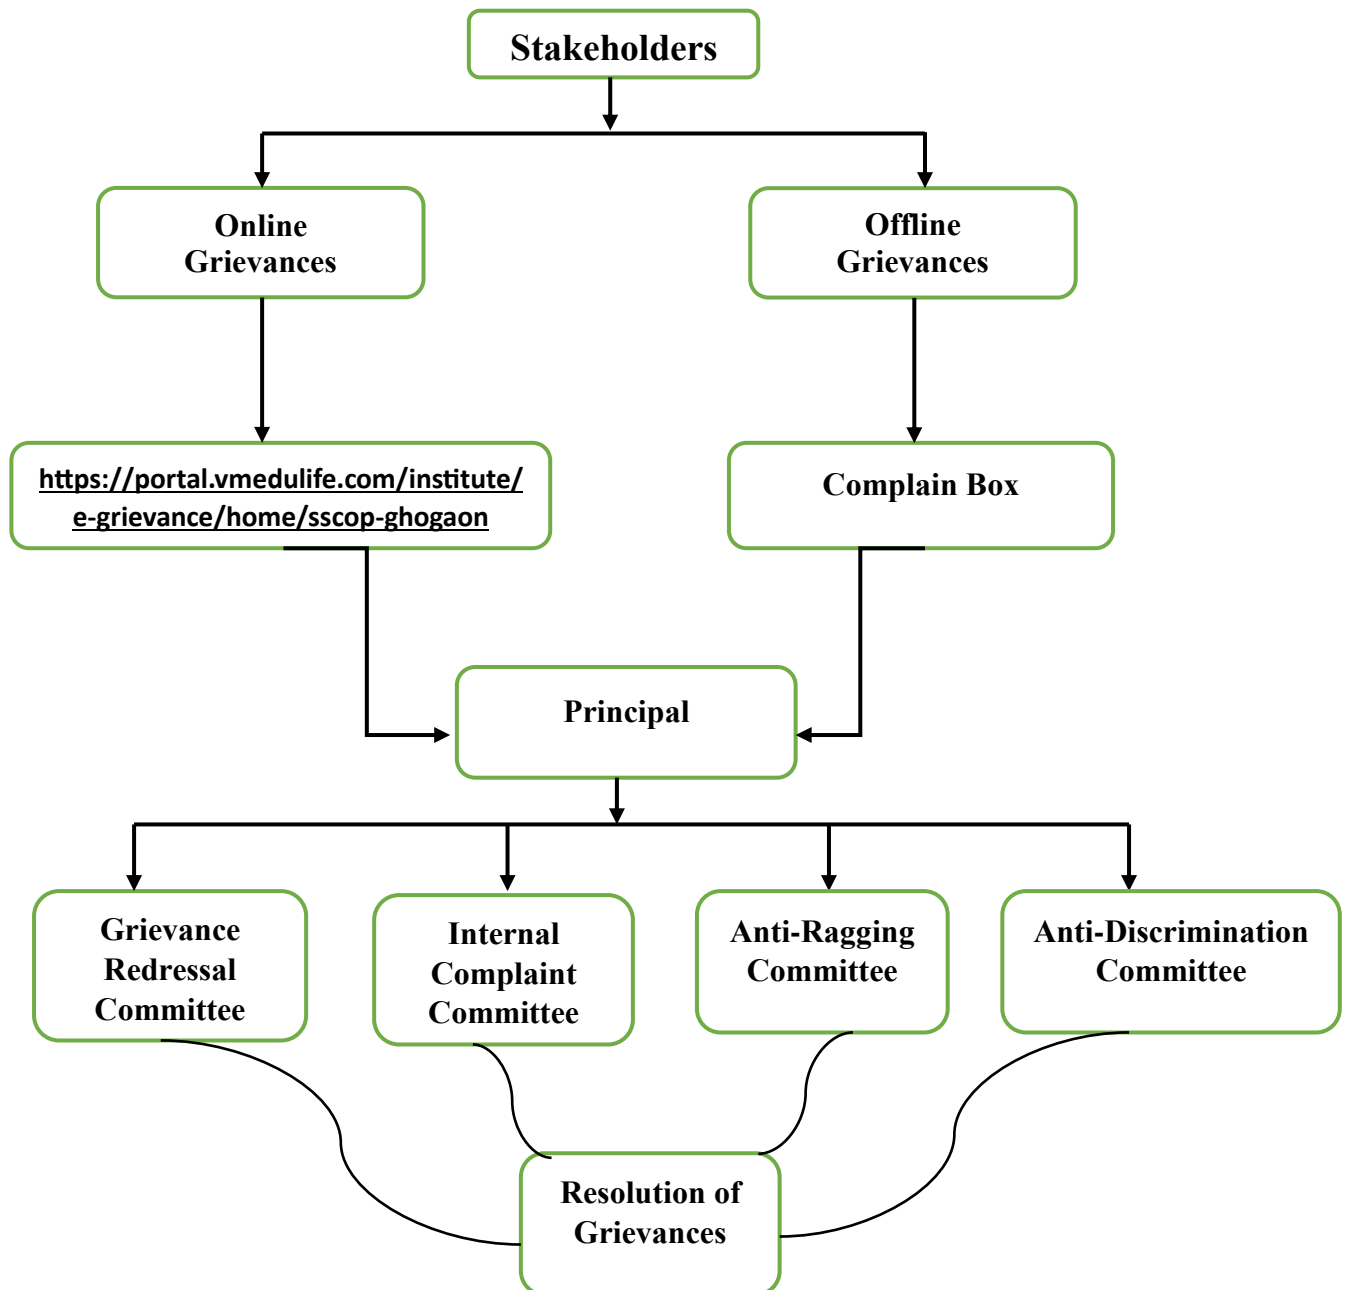 Stakeholders
Online
Grievances
Offline
Grievances
https://portal.vmedulife.com/institute/
e-grievance/home/sscop-ghogaon
Complain Box
Principal
Grievance
Redressal
Committee
Internal
Complaint
Committee
Anti-Ragging
Committee
Anti-Discrimination
Committee
Resolution of
Grievances